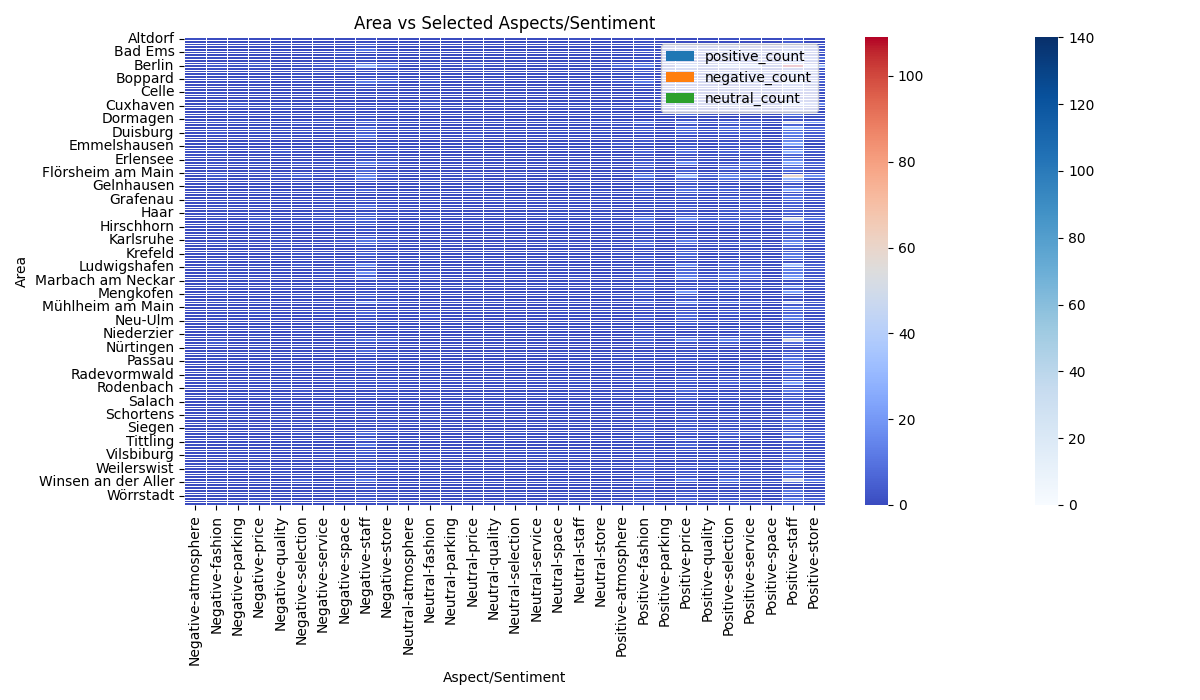 Area vs Selected Aspects/Sentiment
Area
Altdorf
Bad Ems
Berlin
Boppard
Celle
Cuxhaven
Dormagen
Duisburg
Emmelshausen
Erlensee
Flörsheim am Main
Gelnhausen
Grafenau
Haar
Hirschhorn
Karlsruhe
Krefeld
Ludwigshafen
Marbach am Neckar
Mengkofen
Mühlheim am Main
Neu-Ulm
Niederzier
Nürtingen
Passau
Radevormwald
Rodenbach
Salach
Schortens
Siegen
Tittling
Vilsbiburg
Weilerswist
Winsen an der Aller
Wörrstadt
positive_count
negative_count
neutral_count
Negative-atmosphere
Negative-fashion
Negative-parking
Negative-price
Negative-quality
Negative-selection
Negative-service
Negative-space
Negative-staff
Negative-store
Neutral-atmosphere
Neutral-fashion
Neutral-parking
Neutral-price
Neutral-quality
Neutral-selection
Neutral-service
Neutral-space
Neutral-staff
Neutral-store
Positive-atmosphere
Positive-fashion
Positive-parking
Positive-price
Positive-quality
Positive-selection
Positive-service
Positive-space
Positive-staff
Positive-store
Aspect/Sentiment
100
80
60
40
20
0
140
120
100
80
60
40
20
0